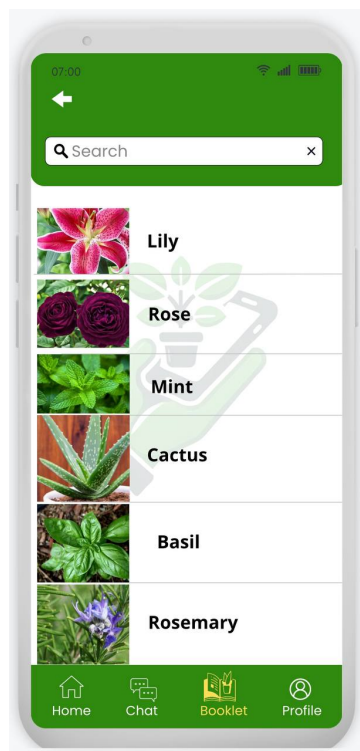 07:00
Search
×
Lily
Rose
Mint
Cactus
Basil
Rosemary
Home Chat Booklet Profile